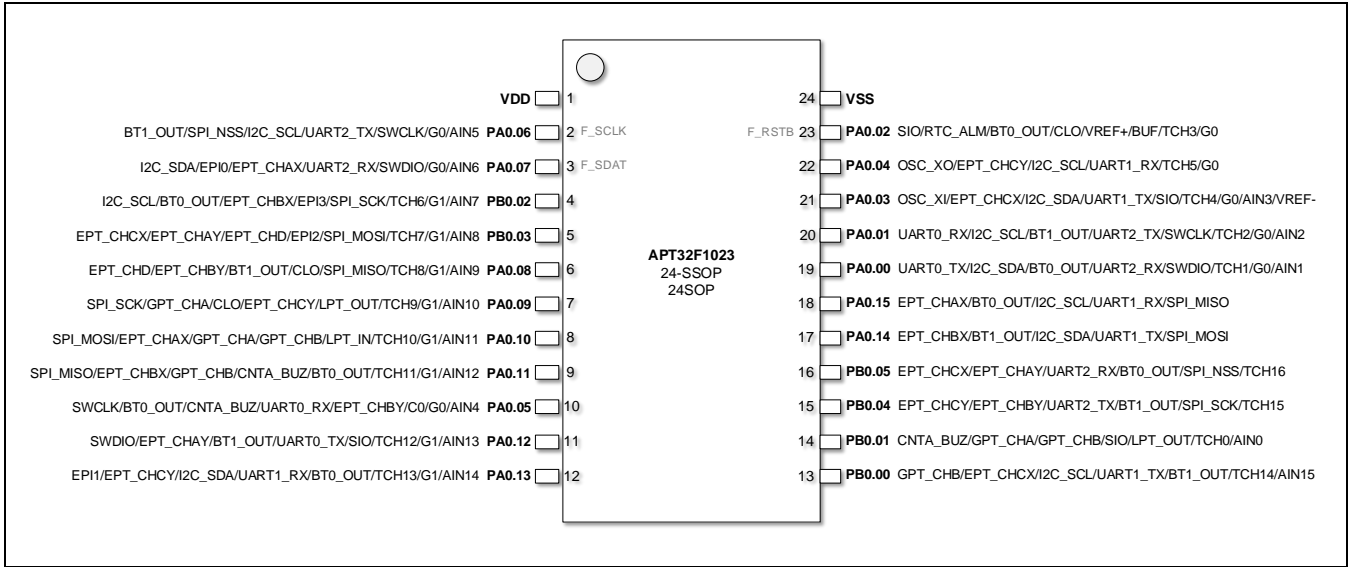 VDD 1 24 VSS
BT1_OUT/SPI_NSS/I2C_SCL/UART2_TX/SWCLK/G0/AIN5 PA0.06 2 F_SCLK F_RSTB 23 PA0.02 SIO/RTC_ALM/BT0_OUT/CLO/VREF+/BUF/TCH3/G0
I2C_SDA/EPI0/EPT_CHAX/UART2_RX/SWDIO/G0/AIN6 PA0.07 3 F_SDAT 22 PA0.04 OSC_XO/EPT_CHCY/I2C_SCL/UART1_RX/TCH5/G0
I2C_SCL/BT0_OUT/EPT_CHBX/EPI3/SPI_SCK/TCH6/G1/AIN7 PB0.02 4 21 PA0.03 OSC_XI/EPT_CHCX/I2C_SDA/UART1_TX/SIO/TCH4/G0/AIN3/VREF-
EPT_CHCX/EPT_CHAY/EPT_CHD/EPI2/SPI_MOSI/TCH7/G1/AIN8 PB0.03 5 20 PA0.01 UART0_RX/I2C_SCL/BT1_OUT/UART2_TX/SWCLK/TCH2/G0/AIN2
APT32F1023
24-SSOP
24SOP
EPT_CHD/EPT_CHBY/BT1_OUT/CLO/SPI_MISO/TCH8/G1/AIN9 PA0.08 6 19 PA0.00 UART0_TX/I2C_SDA/BT0_OUT/UART2_RX/SWDIO/TCH1/G0/AIN1
SPI_SCK/GPT_CHA/CLO/EPT_CHCY/LPT_OUT/TCH9/G1/AIN10 PA0.09 7 18 PA0.15 EPT_CHAX/BT0_OUT/I2C_SCL/UART1_RX/SPI_MISO
SPI_MOSI/EPT_CHAX/GPT_CHA/GPT_CHB/LPT_IN/TCH10/G1/AIN11 PA0.10 8 17 PA0.14 EPT_CHBX/BT1_OUT/I2C_SDA/UART1_TX/SPI_MOSI
SPI_MISO/EPT_CHBX/GPT_CHB/CNTA_BUZ/BT0_OUT/TCH11/G1/AIN12 PA0.11 9 16 PB0.05 EPT_CHCX/EPT_CHAY/UART2_RX/BT0_OUT/SPI_NSS/TCH16
SWCLK/BT0_OUT/CNTA_BUZ/UART0_RX/EPT_CHBY/C0/G0/AIN4 PA0.05 10 15 PB0.04 EPT_CHCY/EPT_CHBY/UART2_TX/BT1_OUT/SPI_SCK/TCH15
SWDIO/EPT_CHAY/BT1_OUT/UART0_TX/SIO/TCH12/G1/AIN13 PA0.12 11 14 PB0.01 CNTA_BUZ/GPT_CHA/GPT_CHB/SIO/LPT_OUT/TCH0/AIN0
EPI1/EPT_CHCY/I2C_SDA/UART1_RX/BT0_OUT/TCH13/G1/AIN14 PA0.13 12 13 PB0.00 GPT_CHB/EPT_CHCX/I2C_SCL/UART1_TX/BT1_OUT/TCH14/AIN15